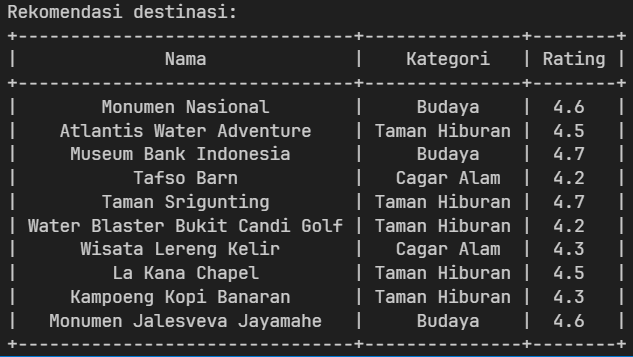 Rekomendasi destinasi:
+--------------------------------+---------------+--------+
|              Nama              |    Kategori   | Rating |
+--------------------------------+---------------+--------+
|        Monumen Nasional        |     Budaya    |  4.6   |
|    Atlantis Water Adventure    | Taman Hiburan |  4.5   |
|     Museum Bank Indonesia      |     Budaya    |  4.7   |
|           Tafso Barn           |   Cagar Alam  |  4.2   |
|        Taman Srigunting        | Taman Hiburan |  4.7   |
| Water Blaster Bukit Candi Golf | Taman Hiburan |  4.2   |
|      Wisata Lereng Kelir       |   Cagar Alam  |  4.3   |
|         La Kana Chapel         | Taman Hiburan |  4.5   |
|     Kampoeng Kopi Banaran      | Taman Hiburan |  4.3   |
|   Monumen Jalesveva Jayamahe   |     Budaya    |  4.6   |
+--------------------------------+---------------+--------+